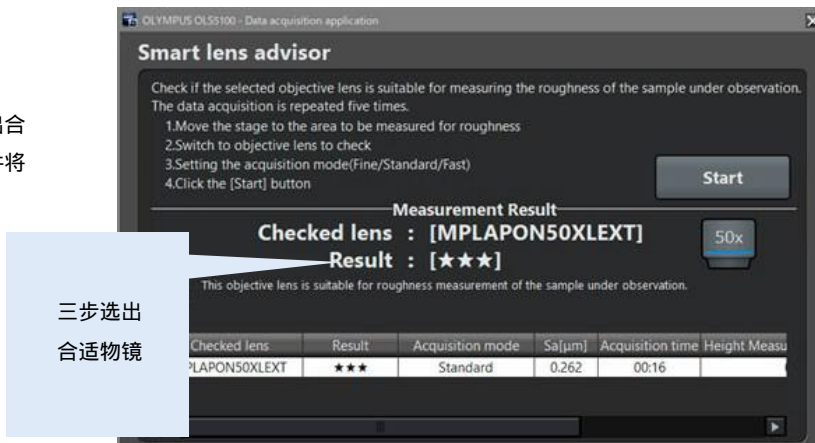 OLYMPUS OLS5100 - Data acquisition application
Smart lens advisor
Check if the selected objective lens is suitable for measuring the roughness of the sample under observation.
The data acquisition is repeated five times.
1.Move the stage to the area to be measured for roughness
2.Switch to objective lens to check
3.Setting the acquisition mode(Fine/Standard/Fast)
4.Click the [Start] button
Start
Measurement Result
Checked lens : [MPLAPON50XLEXT]
50x
Result : [★★★]
This objective lens is suitable for roughness measurement of the sample under observation.
合
将
三步选出
合适物镜
Checked lens Result Acquisition mode Sa[μm] Acquisition time Height Measu
PLAPON50XLEXT ★★★ Standard 0.262 00:16